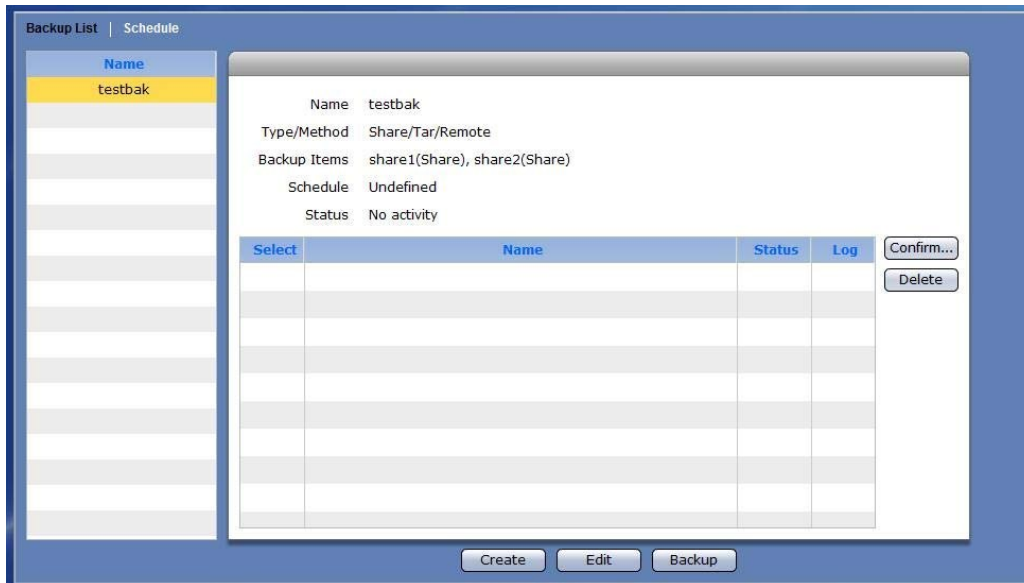 Backup List | Schedule
Name
testbak
Name testbak
Type/Method Share/Tar/Remote
Backup Items share1(Share), share2(Share)
Schedule Undefined
Status No activity
Select Name Status Log
Confirm...
Delete
Create Edit Backup